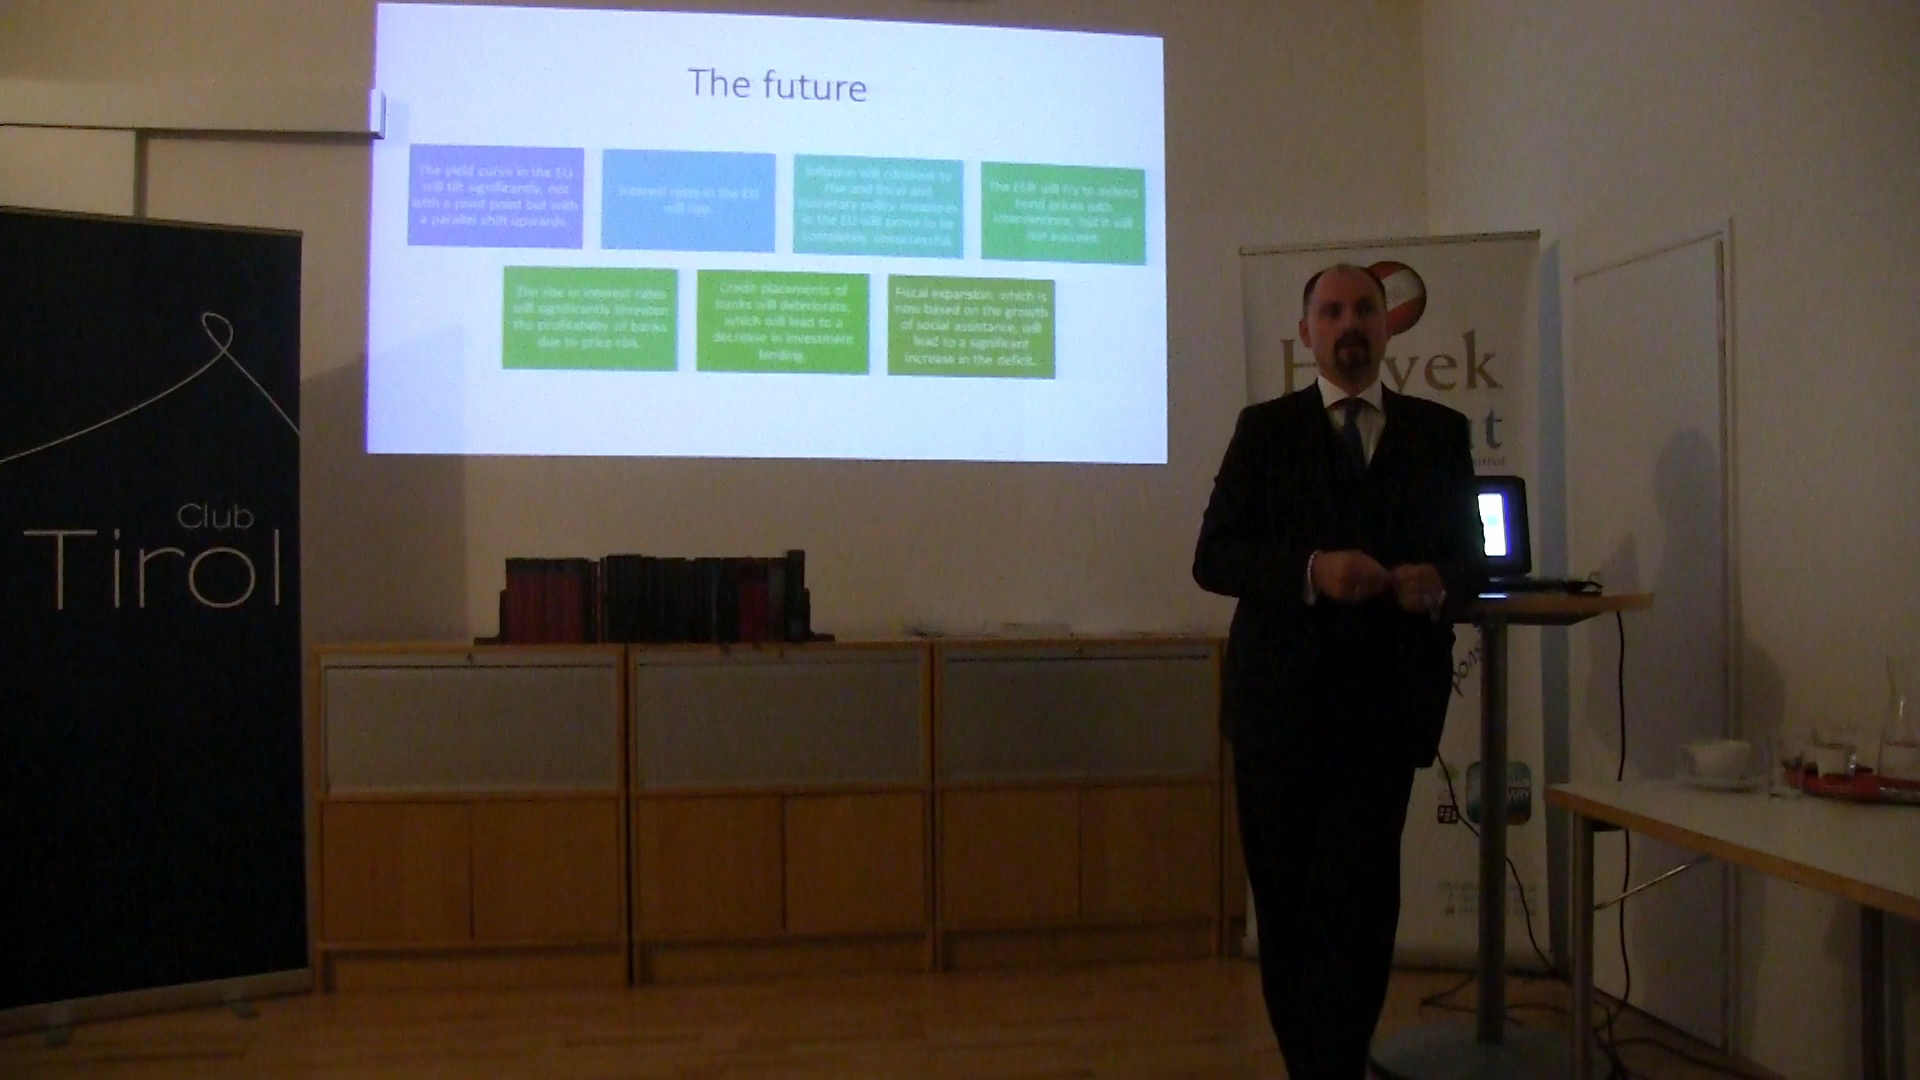 The future
The yield curve in the EU
will tilt significantly, not
with a pivot point but with
a parallel shift upwards.
Interest rates in the EU
will rise.
Inflation will continue to
rise and fiscal and
monetary policy measures
in the EU will prove to be
completely unsuccessful.
The ECB will try to defend
bond prices with
interventions, but it will
not succeed.
The rise in interest rates
will significantly threaten
the profitability of banks
due to price risk.
Credit placements of
banks will deteriorate,
which will lead to a
decrease in investment
lending.
Fiscal expansion, which is
now based on the growth
of social assistance, will
lead to a significant
increase in the deficit.
Club
Tirol
H yek